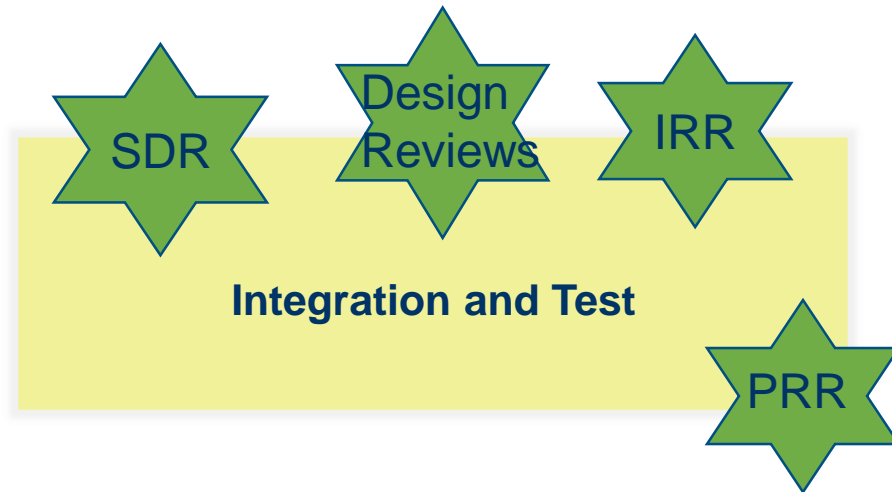 SDR
Design
Reviews
IRR
Integration and Test
PRR